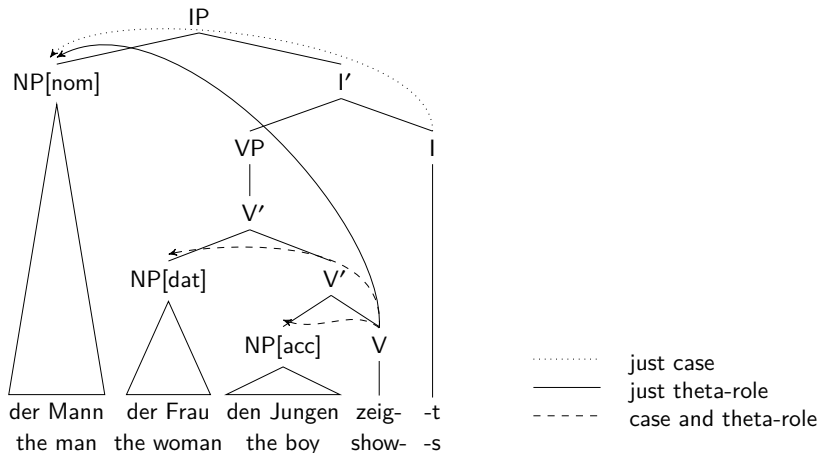 IP
NP[nom] I′
VP I
V′
NP[dat] V′
NP[acc] V
der Mann der Frau den Jungen zeig- -t
the man the woman the boy show- -s
just case
just theta-role
case and theta-role